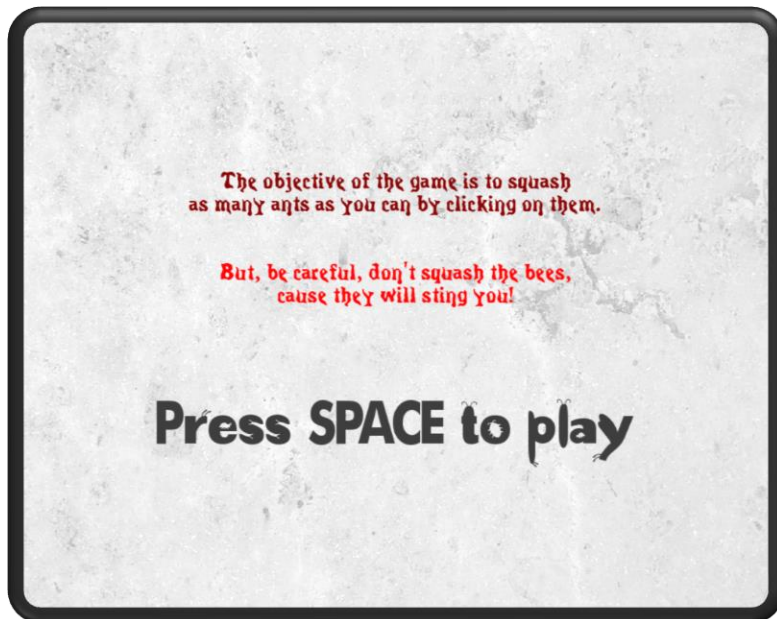 The objective of the game is to squash
as many ants as you can by clicking on them.
But, be careful, don't squash the bees,
cause they will sting you!
Press SPACE to play